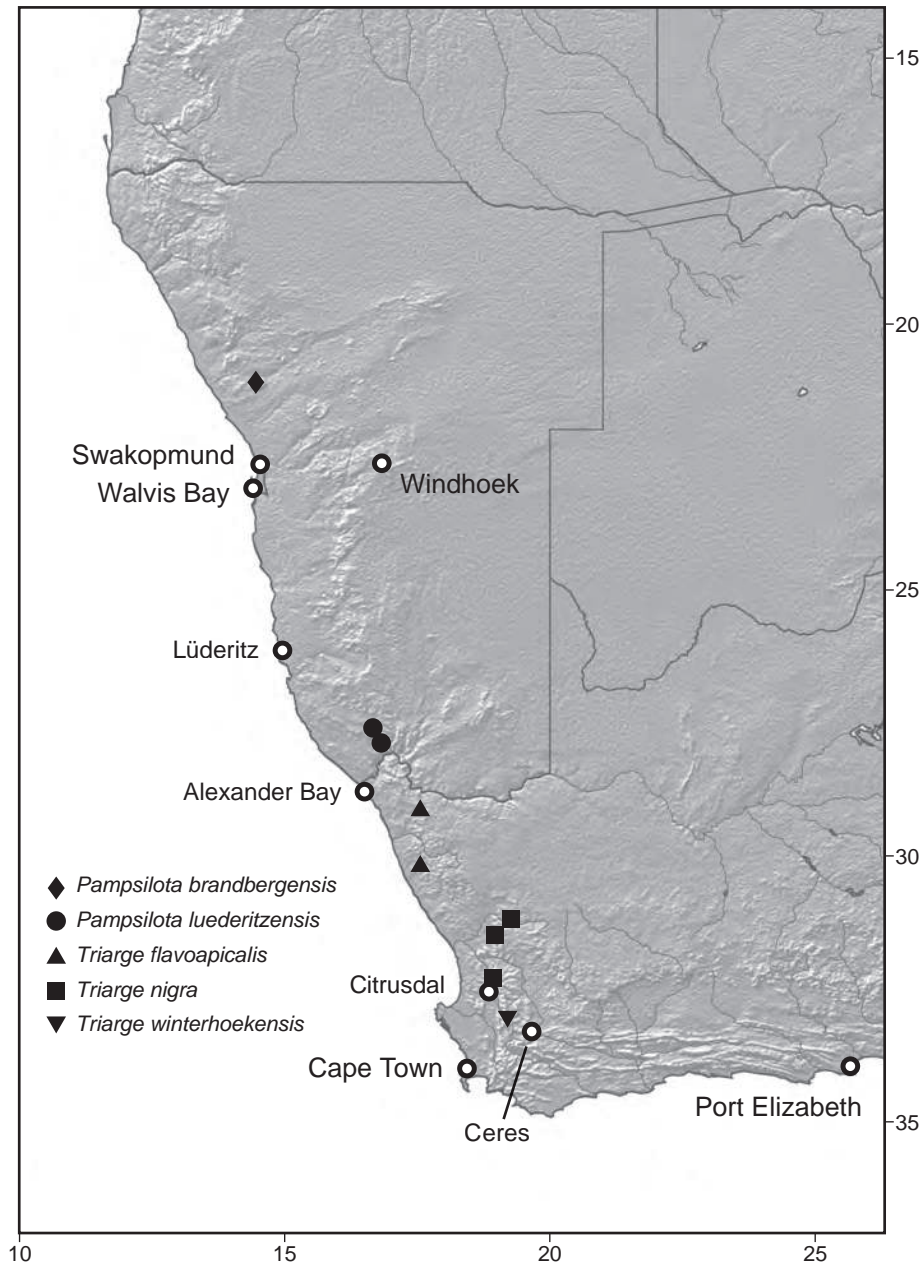 15
20
Swakopmund
Windhoek
Walvis Bay
25
Lüderitz
Alexander Bay
30
Pampsilota brandbergensis
Pampsilota luederitzensis
Triarge flavoapicalis
Triarge nigra
Triarge winterhoekensis
Citrusdal
Cape Town
Port Elizabeth
Ceres
35
10 15 20 25